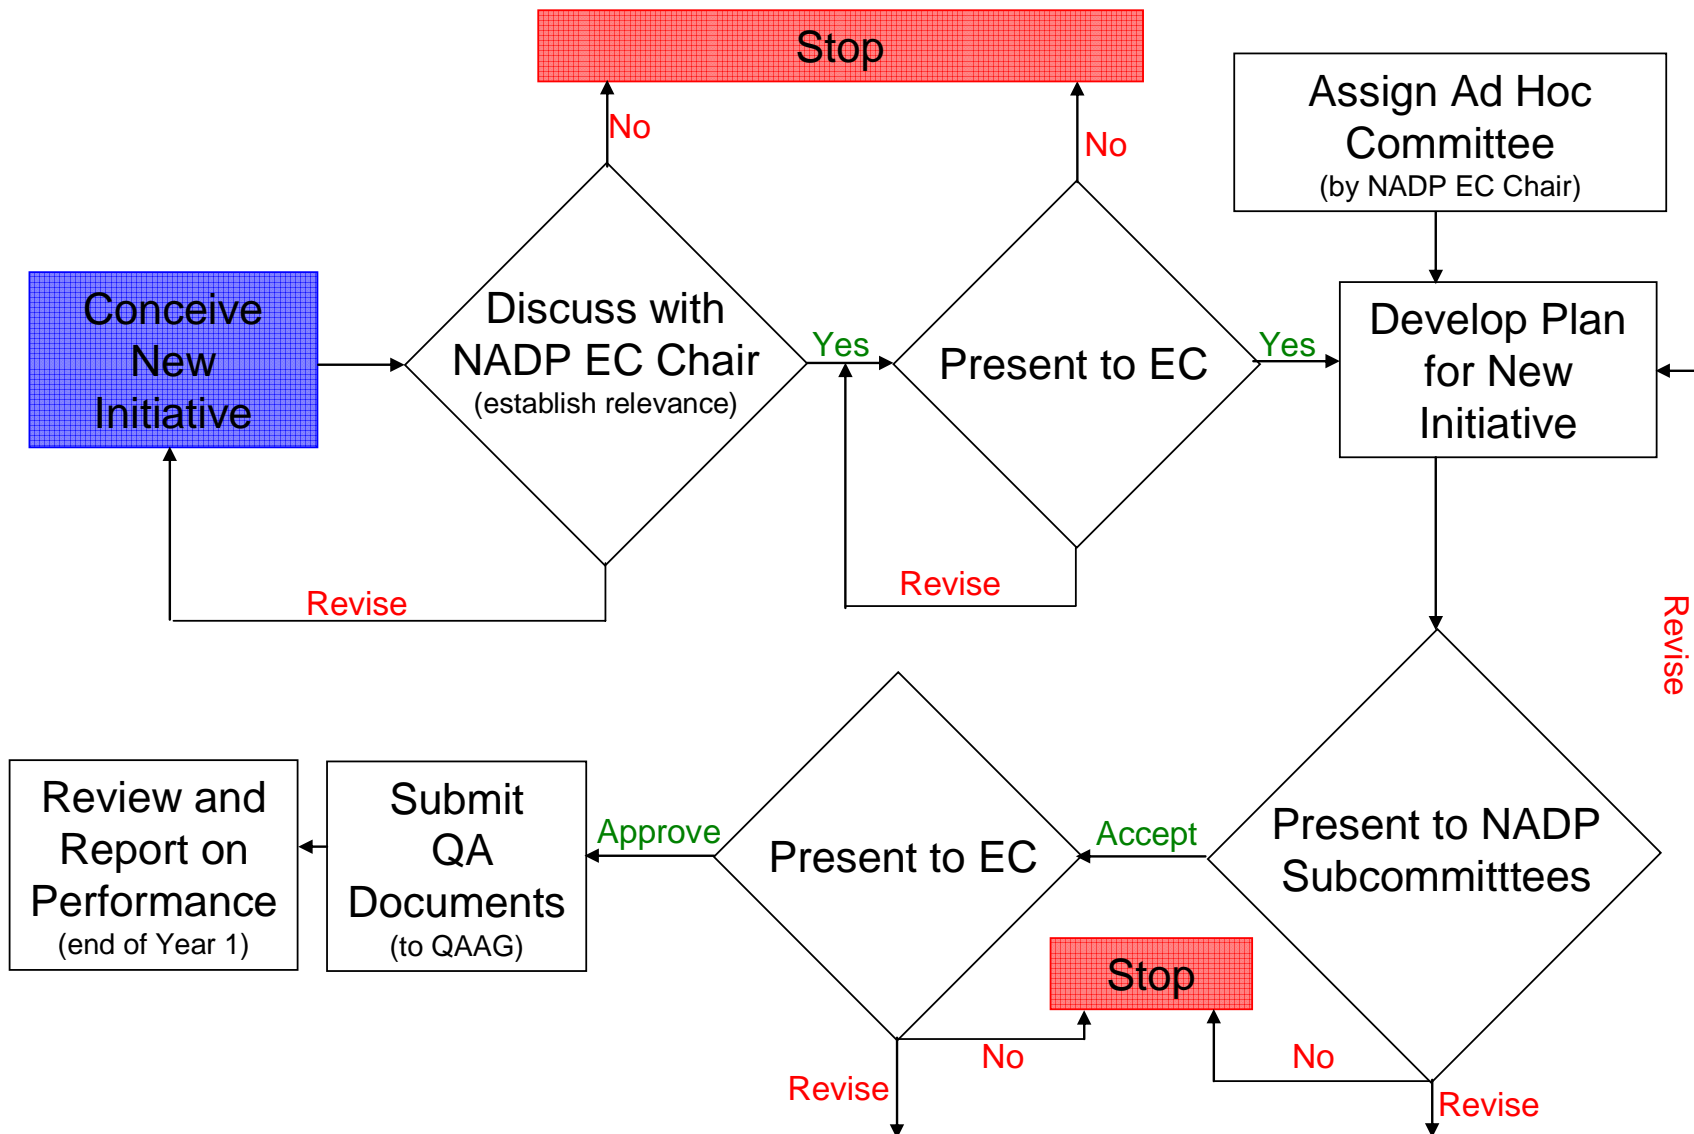 Stop
No
No
Assign Ad Hoc
Committee
(by NADP EC Chair)
Conceive
New
Initiative
Discuss with
NADP EC Chair
(establish relevance)
Yes
Present to EC
Yes
Develop Plan
for New
Initiative
Revise
Revise
Revise
Review and
Report on
Performance
(end of Year 1)
Submit
QA
Documents
(to QAAG)
Approve
Present to EC
Accept
Present to NADP
Subcommitttees
Stop
No
No
Revise
Revise